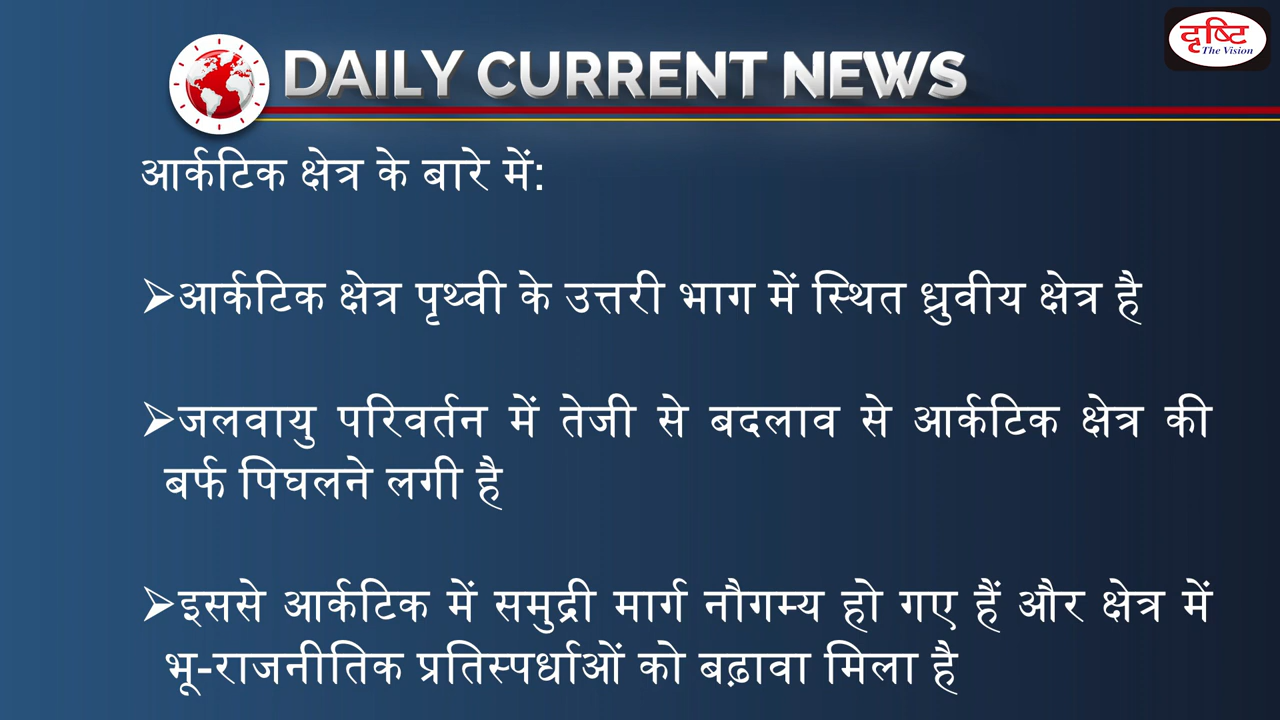 दृष्टि
The Vision
DAILY CURRENT NEWS
आर्कटिक क्षेत्र के बारे में:
➢आर्कटिक क्षेत्र पृथ्वी के उत्तरी भाग में स्थित ध्रुवीय क्षेत्र है
➢जलवायु परिवर्तन में तेजी से बदलाव से आर्कटिक क्षेत्र की
बर्फ पिघलने लगी है
➢इससे आर्कटिक में समुद्री मार्ग नौगम्य हो गए हैं और क्षेत्र में
भू-राजनीतिक प्रतिस्पर्धाओं को बढ़ावा मिला है